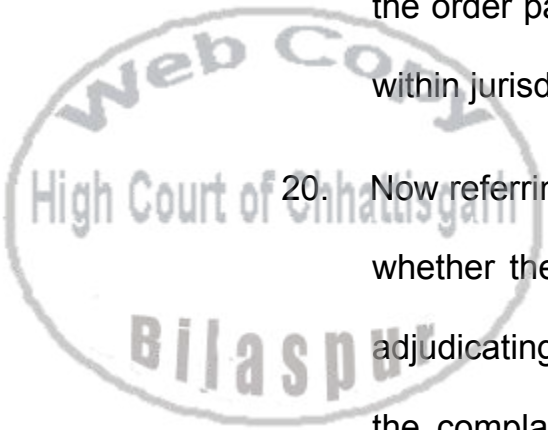 the order pa
Web Copy
within jurisd
High Court of Chhattisgarh
20. Now referrin
whether the
Bilaspur
adjudicating
the compla